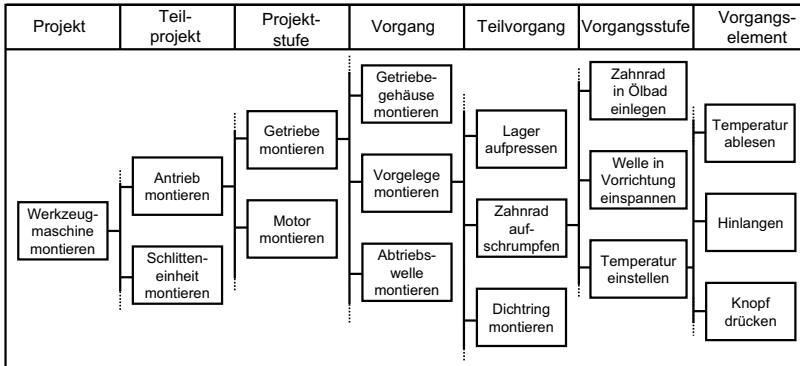 Projekt
Teil-
projekt
Projekt-
stufe
Vorgang
Teilvorgang
Vorgangsstufe
Vorgangs-
element
Werkzeug-
maschine
montieren
Antrieb
montieren
Schlitten-
einheit
montieren
Getriebe
montieren
Motor
montieren
Getriebe-
gehäuse
montieren
Vorgelege
montieren
Abtriebs-
welle
montieren
Lager
aufpressen
Zahnrad
auf-
schrumpfen
Dichtring
montieren
Zahnrad
in Ölbad
einlegen
Welle in
Vorrichtung
einspannen
Temperatur
einstellen
Temperatur
ablesen
Hinlangen
Knopf
drücken